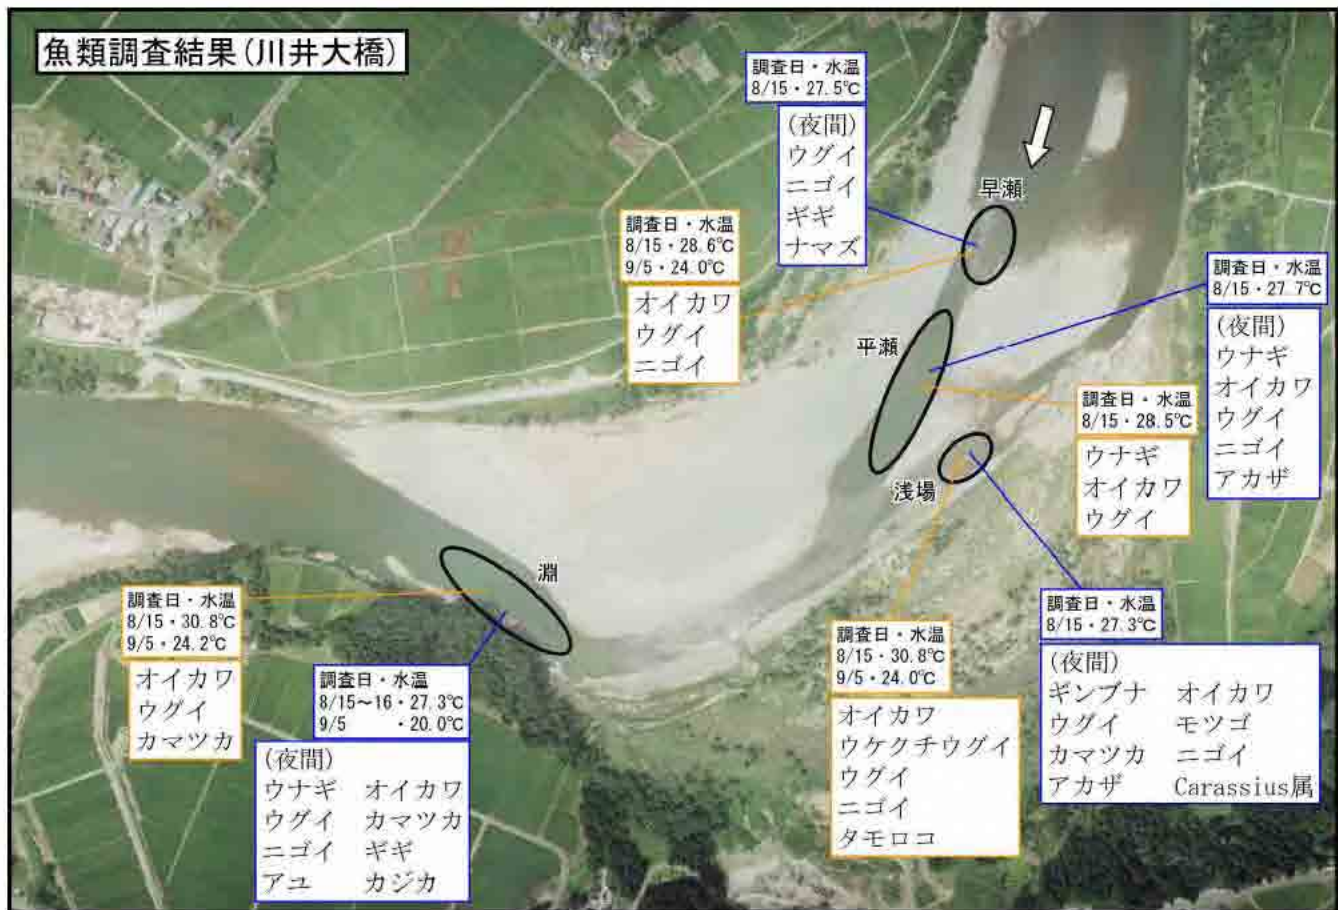 魚類調査結果(川井大橋)
調査日・水温
8/15・27.5℃
(夜間)
ウグイ
ニゴイ
ギギ
ナマズ
早瀬
調査日・水温
8/15・28.6℃
9/5・24.0℃
オイカワ
ウグイ
ニゴイ
調査日・水温
8/15・27.7℃
(夜間)
ウナギ
オイカワ
ウグイ
ニゴイ
アカザ
平瀬
調査日・水温
8/15・28.5℃
ウナギ
オイカワ
ウグイ
浅場
淵
調査日・水温
8/15・30.8℃
9/5・24.2℃
オイカワ
ウグイ
カマツカ
調査日・水温
8/15~16・27.3℃
9/5 ・20.0℃
(夜間)
ウナギ オイカワ
ウグイ カマツカ
ニゴイ ギギ
アユ カジカ
調査日・水温
8/15・30.8℃
9/5・24.0℃
オイカワ
ウケクチウグイ
ウグイ
ニゴイ
タモロコ
調査日・水温
8/15・27.3℃
(夜間)
ギンブナ オイカワ
ウグイ モツゴ
カマツカ ニゴイ
アカザ Carassius属